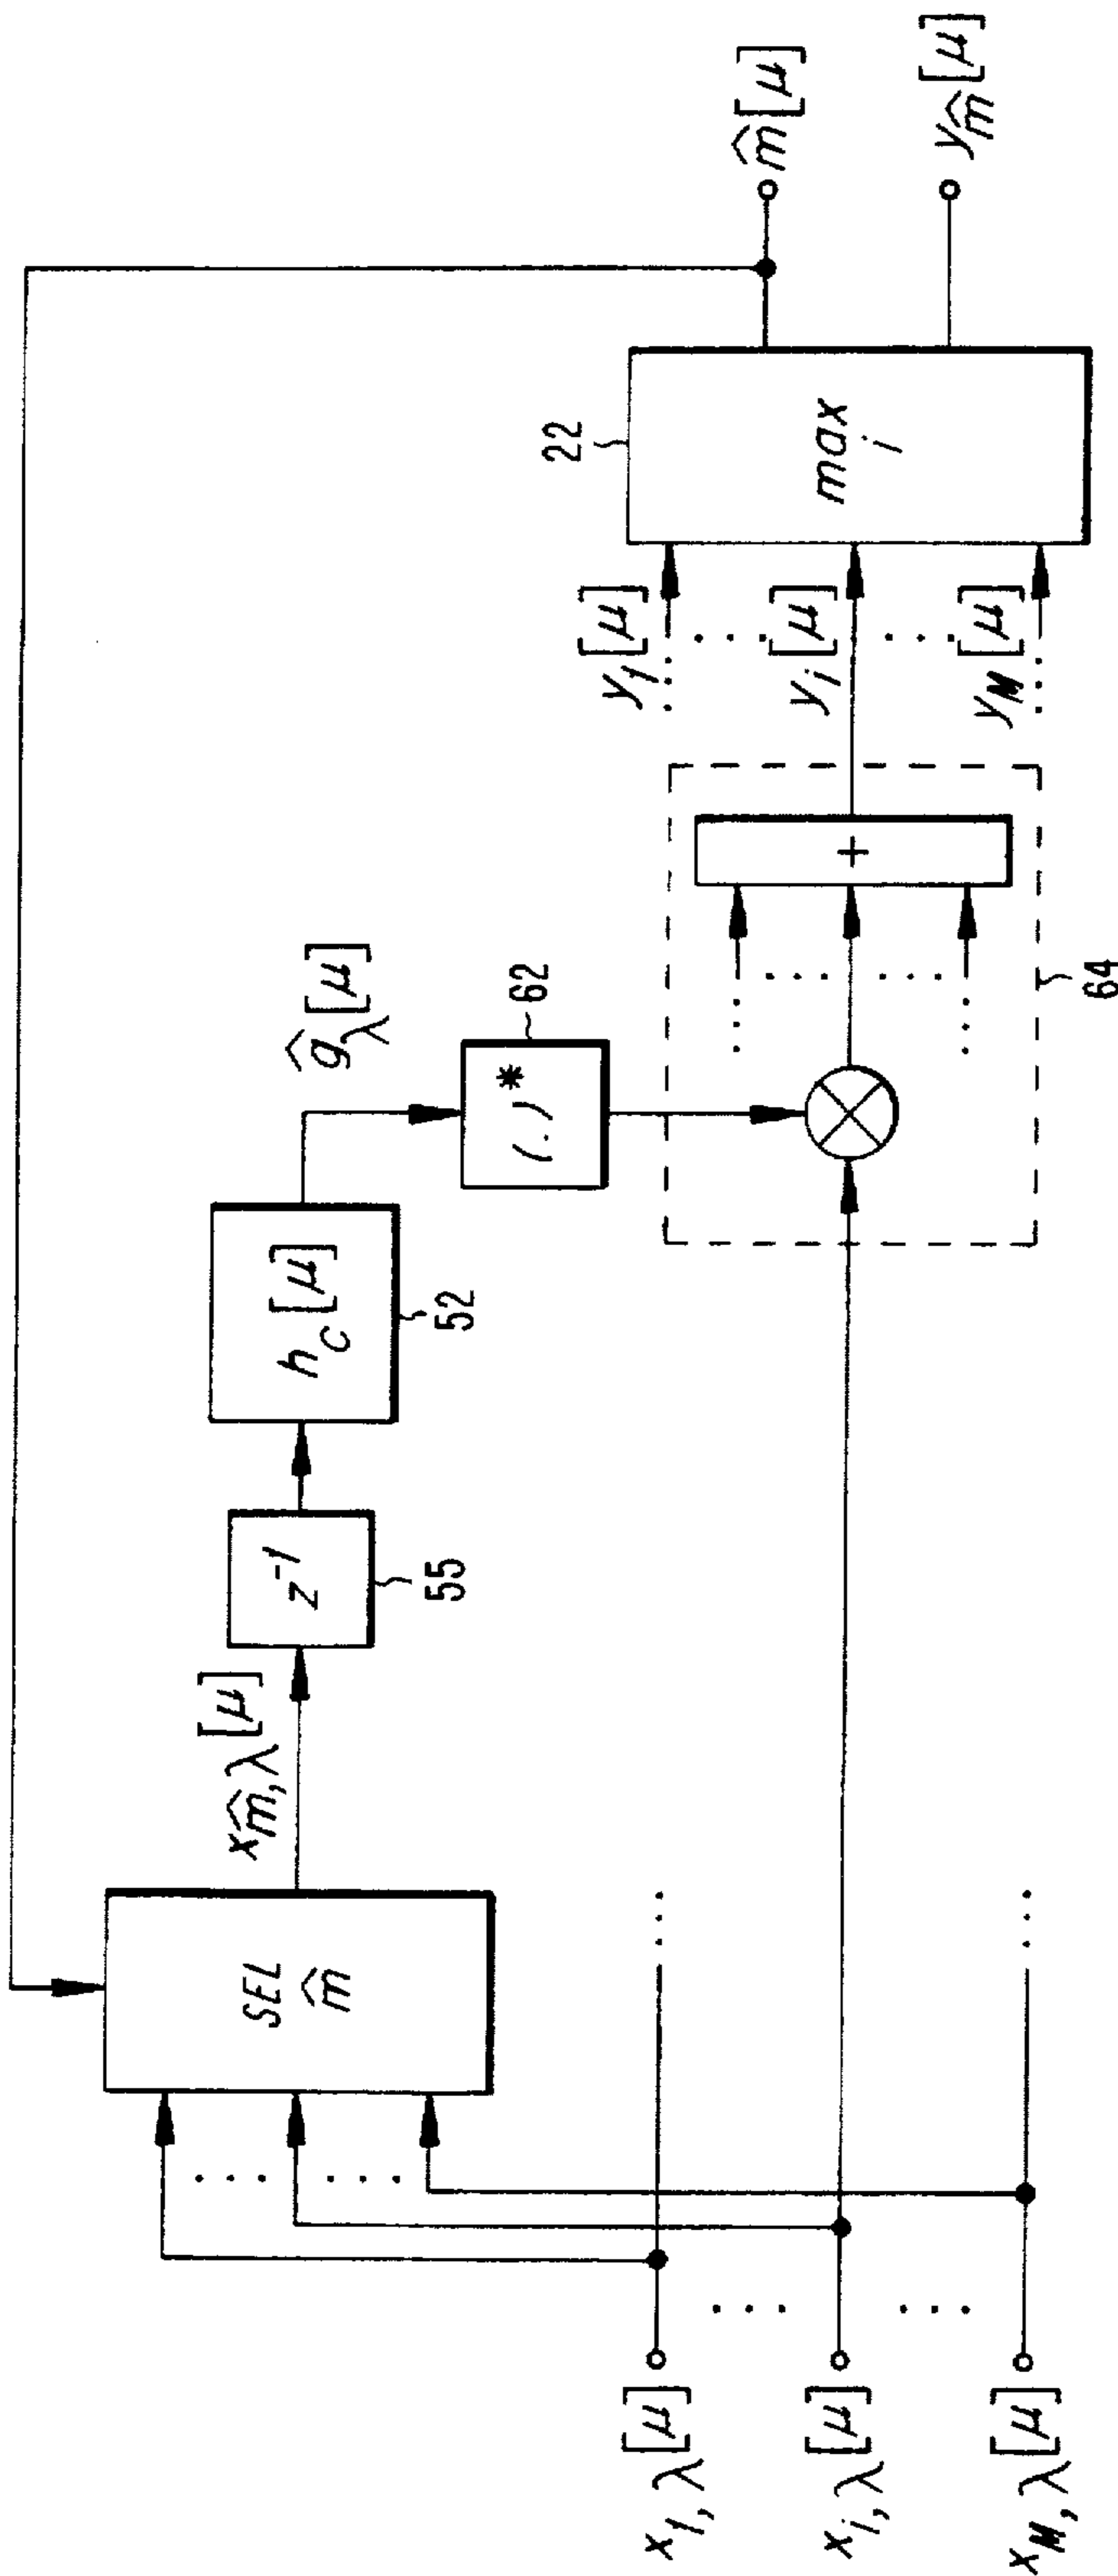 SEL
m̂
x_m̂,λ[μ]
z⁻¹
55
h_c[μ]
52
ĝ_λ[μ]
(.)*
62
+
64
x_1,λ[μ]
x_i,λ[μ]
x_M,λ[μ]
y_1[μ]
y_i[μ]
y_M[μ]
22
max
i
m̂[μ]
y_m̂[μ]